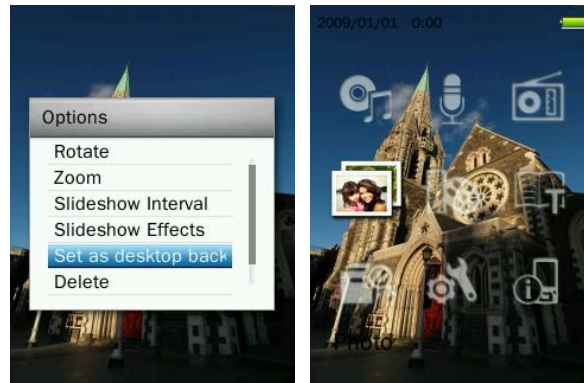 Options
Rotate
Zoom
Slideshow Interval
Slideshow Effects
Set as desktop back
Delete
2009/01/01 0:00
Photo